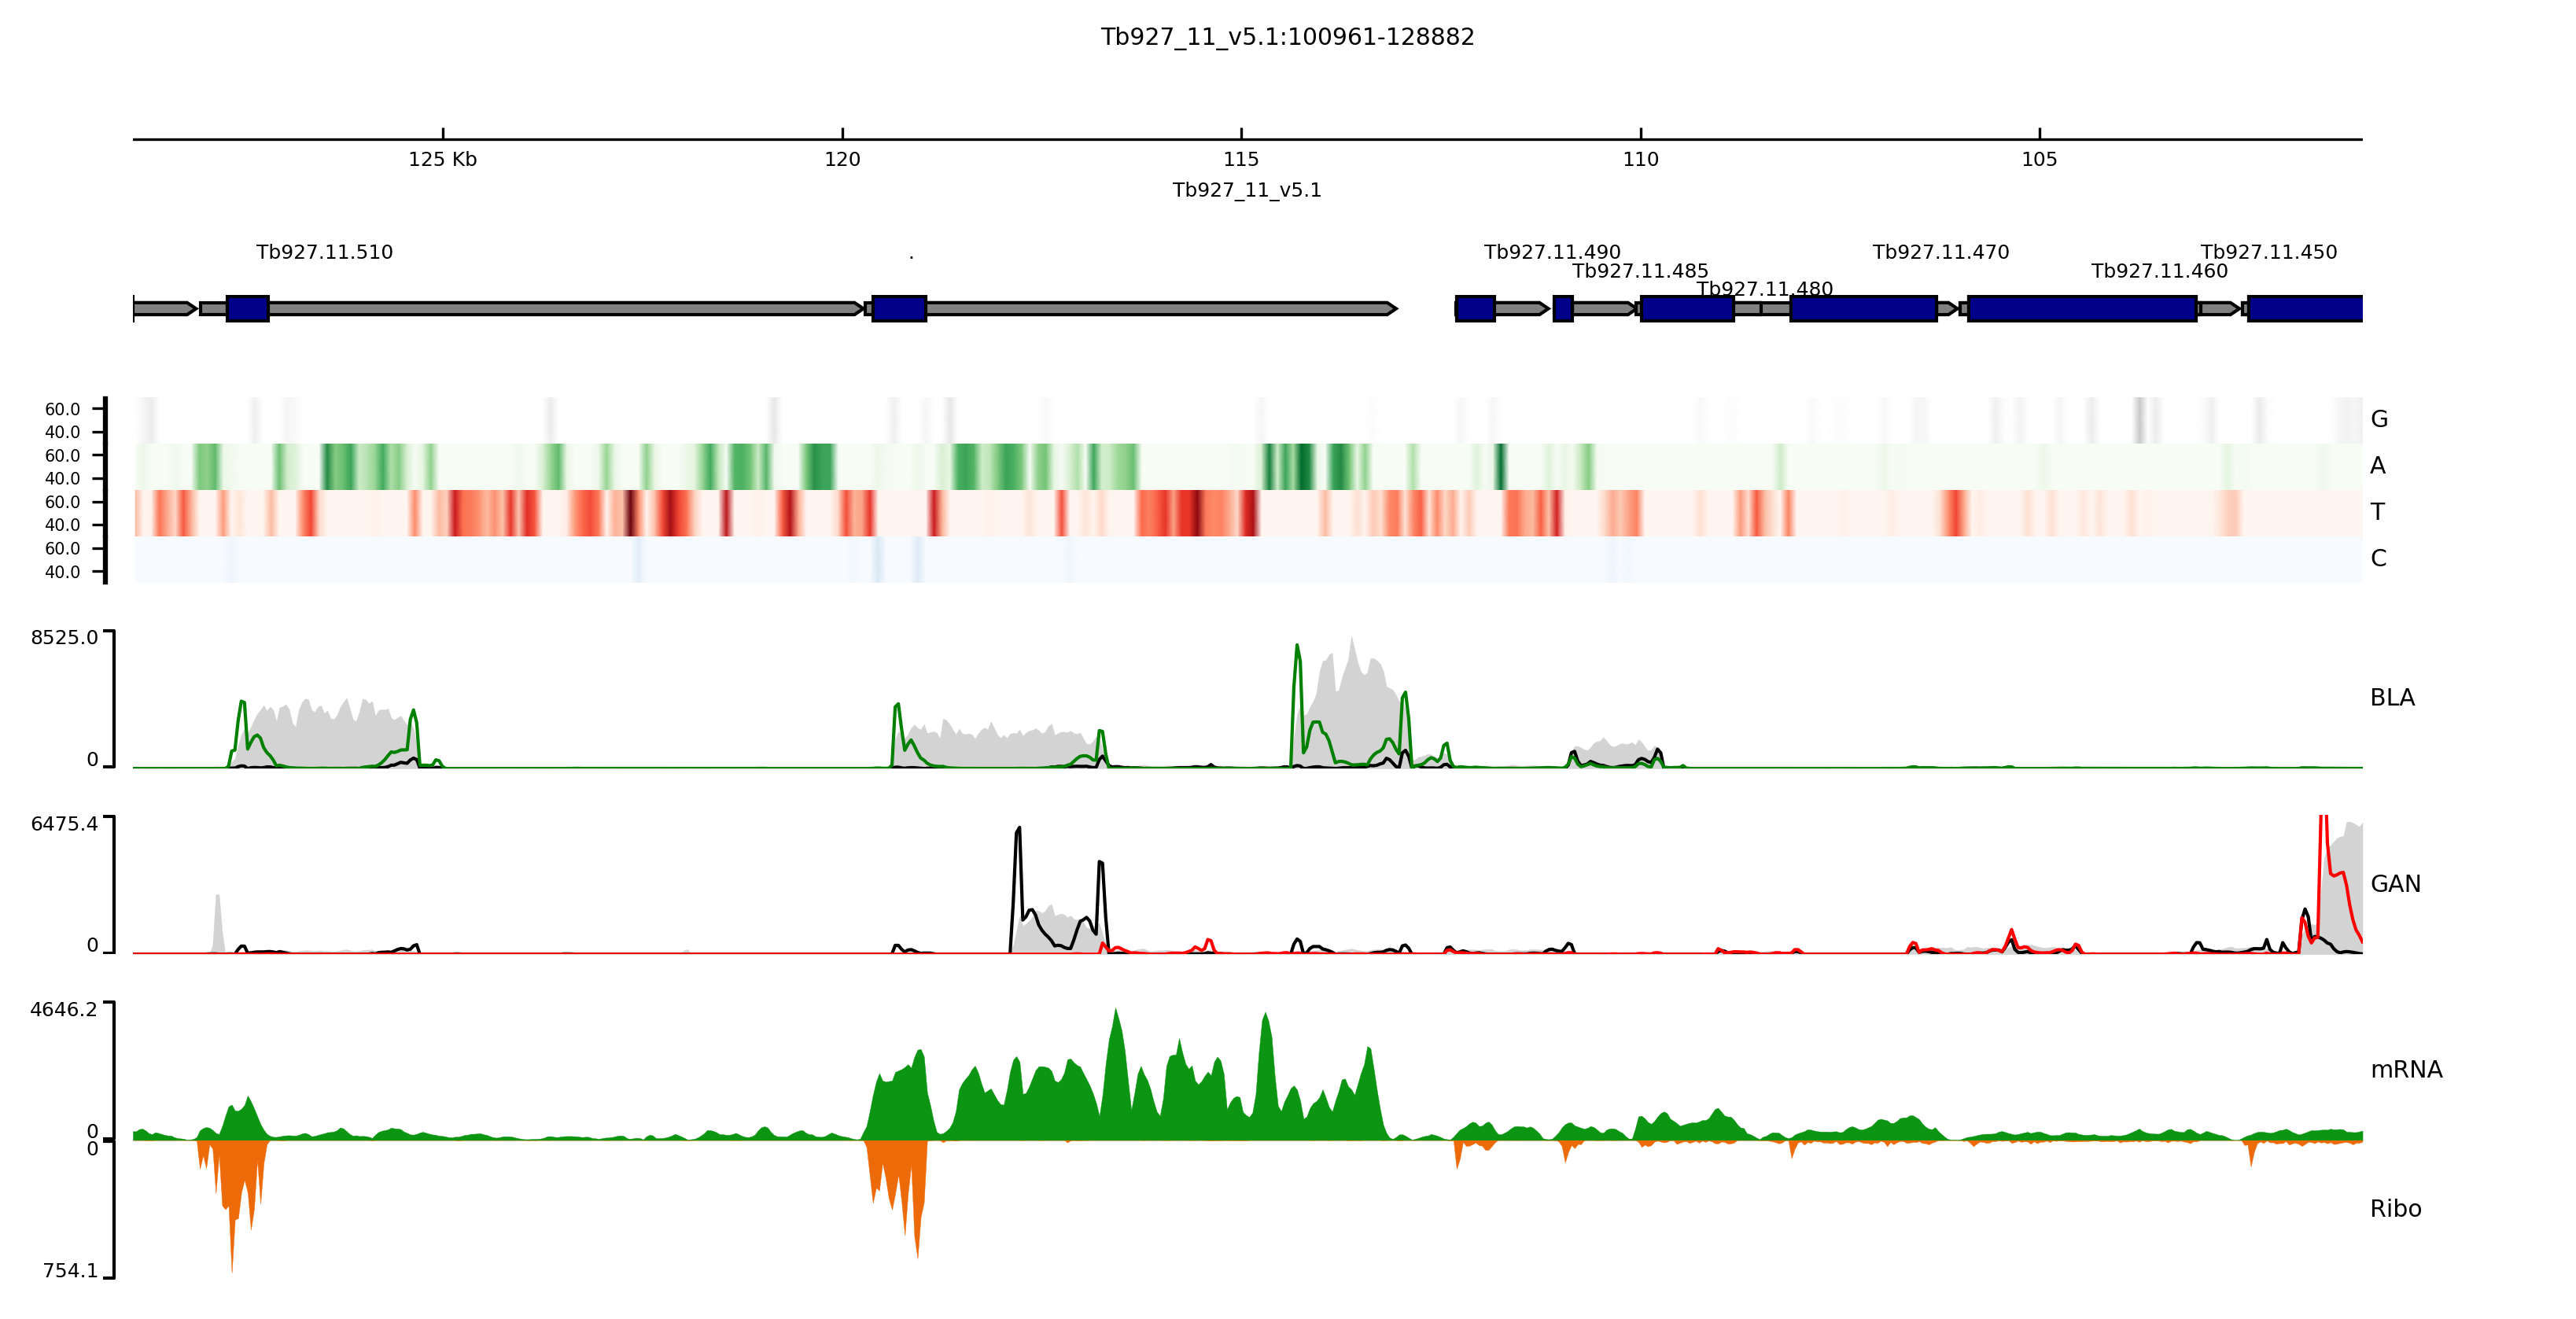 Tb927_11_v5.1:100961-128882
125 Kb 120 115 110 105
Tb927_11_v5.1
Tb927.11.510 . Tb927.11.490 Tb927.11.470 Tb927.11.450
Tb927.11.485 Tb927.11.460
Tb927.11.480
60.0
40.0 G
60.0
40.0 A
60.0
40.0 T
60.0
40.0 C
8525.0
BLA
0
6475.4
GAN
0
4646.2
mRNA
0
0
Ribo
754.1